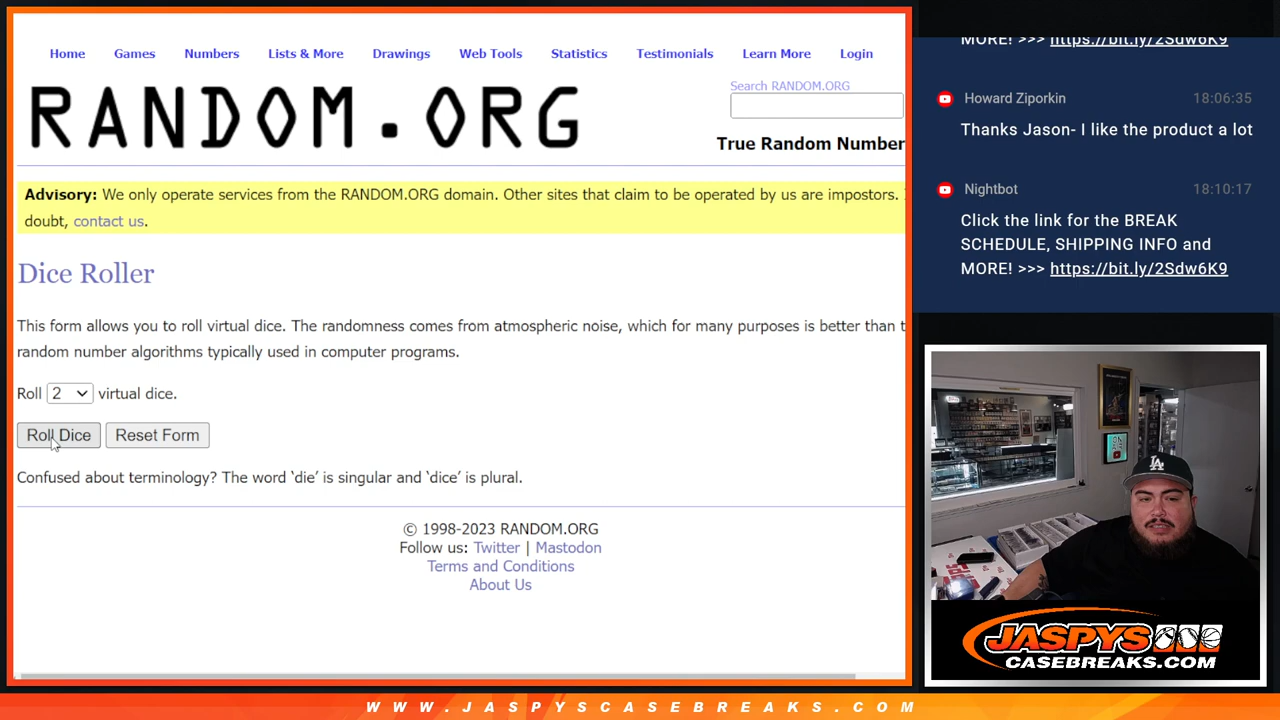 Home Games Numbers Lists & More Drawings Web Tools Statistics Testimonials Learn More Login
RANDOM.ORG
Search RANDOM.ORG
True Random Number
Advisory: We only operate services from the RANDOM.ORG domain. Other sites that claim to be operated by us are impostors.
doubt, contact us.
Dice Roller
This form allows you to roll virtual dice. The randomness comes from atmospheric noise, which for many purposes is better than t
random number algorithms typically used in computer programs.
Roll 2 virtual dice.
Roll Dice Reset Form
Confused about terminology? The word ‘die’ is singular and ‘dice’ is plural.
© 1998-2023 RANDOM.ORG
Follow us: Twitter | Mastodon
Terms and Conditions
About Us
MORE! >>> https://bit.ly/2Sdw6K9
Howard Ziporkin 18:06:35
Thanks Jason- I like the product a lot
Nightbot 18:10:17
Click the link for the BREAK
SCHEDULE, SHIPPING INFO and
MORE! >>> https://bit.ly/2Sdw6K9
LA
JASPYS
CASEBREAKS.COM
WWW.JASPYSCASEBREAKS.COM